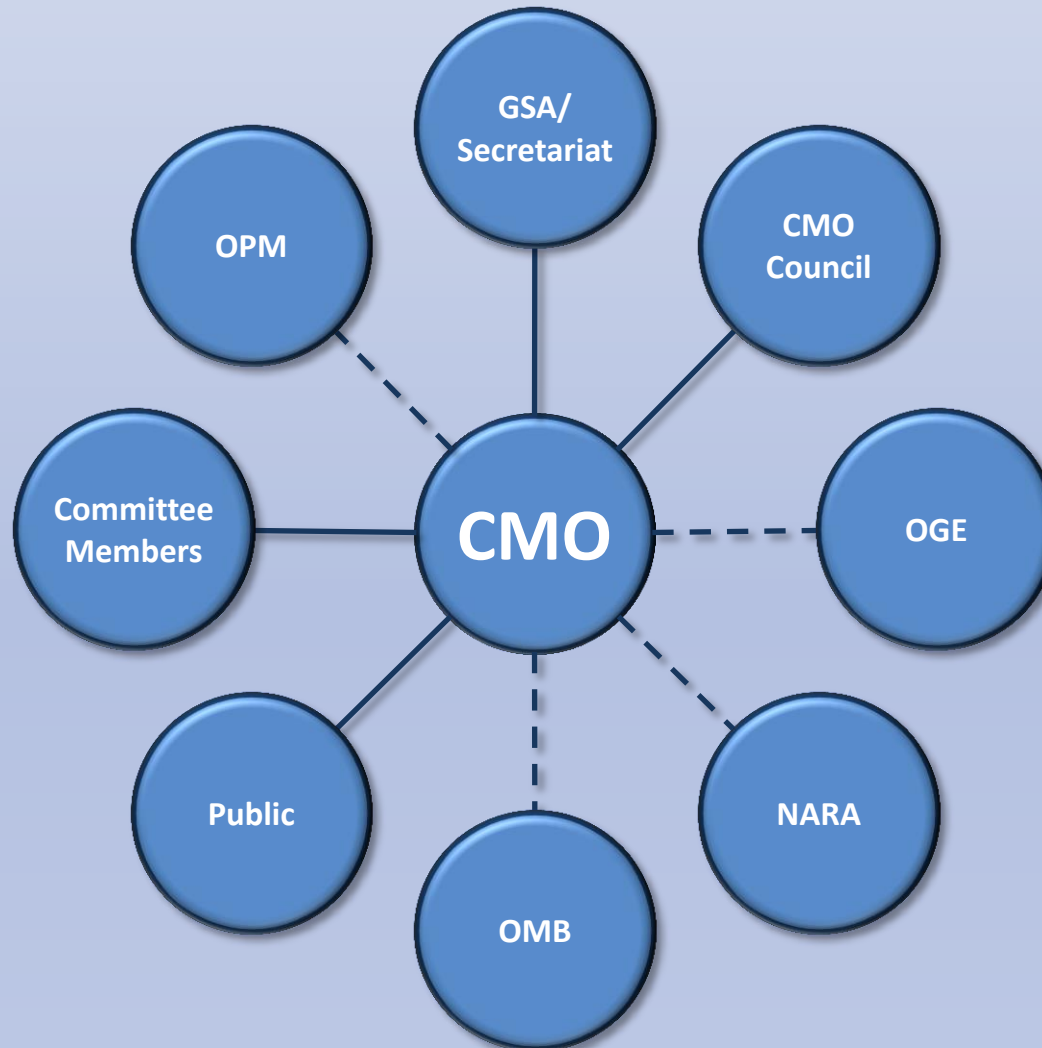 GSA/
Secretariat
OPM
CMO
Council
Committee
Members
CMO
OGE
Public
NARA
OMB